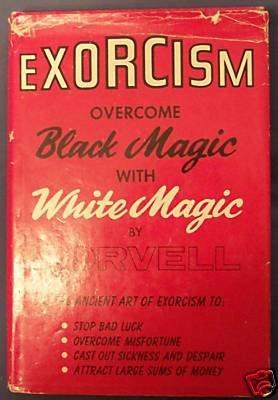 EXORCISM
OVERCOME
Black Magic
WITH
White Magic
BY
THE ANCIENT ART OF EXORCISM TO:
• STOP BAD LUCK
• OVERCOME MISFORTUNE
• CAST OUT SICKNESS AND DESPAIR
• ATTRACT LARGE SUMS OF MONEY